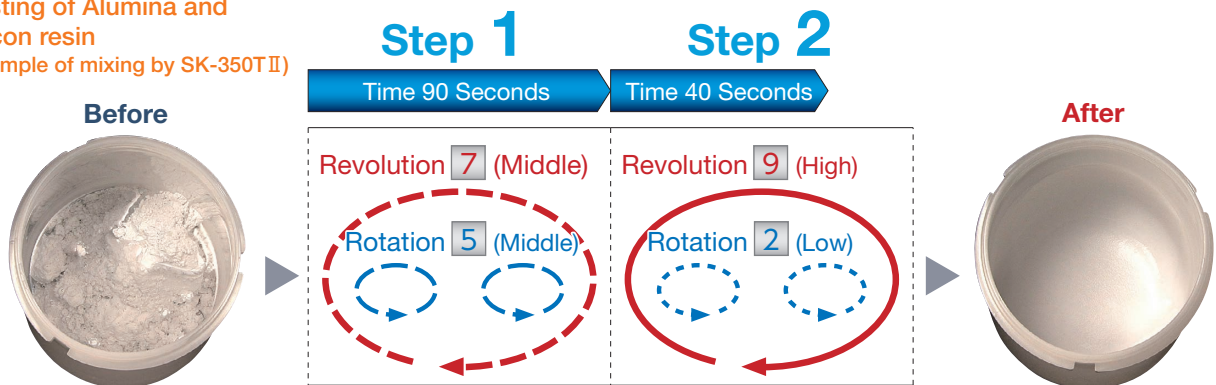 sting of Alumina and
con resin
mple of mixing by SK-350TⅡ)
Step 1
Step 2
Time 90 Seconds
Time 40 Seconds
Before
After
Revolution 7 (Middle)
Revolution 9 (High)
Rotation 5 (Middle)
Rotation 2 (Low)